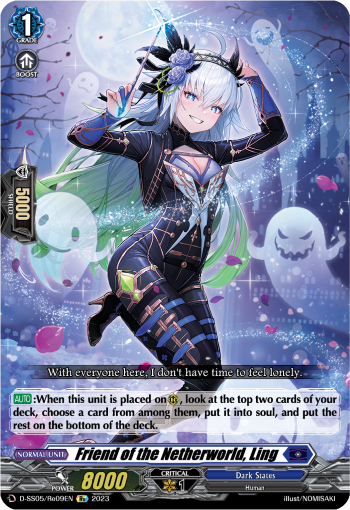 1
GRADE
BOOST
5000
SHIELD
With everyone here, I don't have time to feel lonely.
AUTO:When this unit is placed on R, look at the top two cards of your
deck, choose a card from among them, put it into soul, and put the
rest on the bottom of the deck.
NORMAL UNIT
Friend of the Netherworld, Ling
POWER
8000
CRITICAL
1
Dark States
Human
D-SS05/Re09EN 2023
illust/NOMISAKI